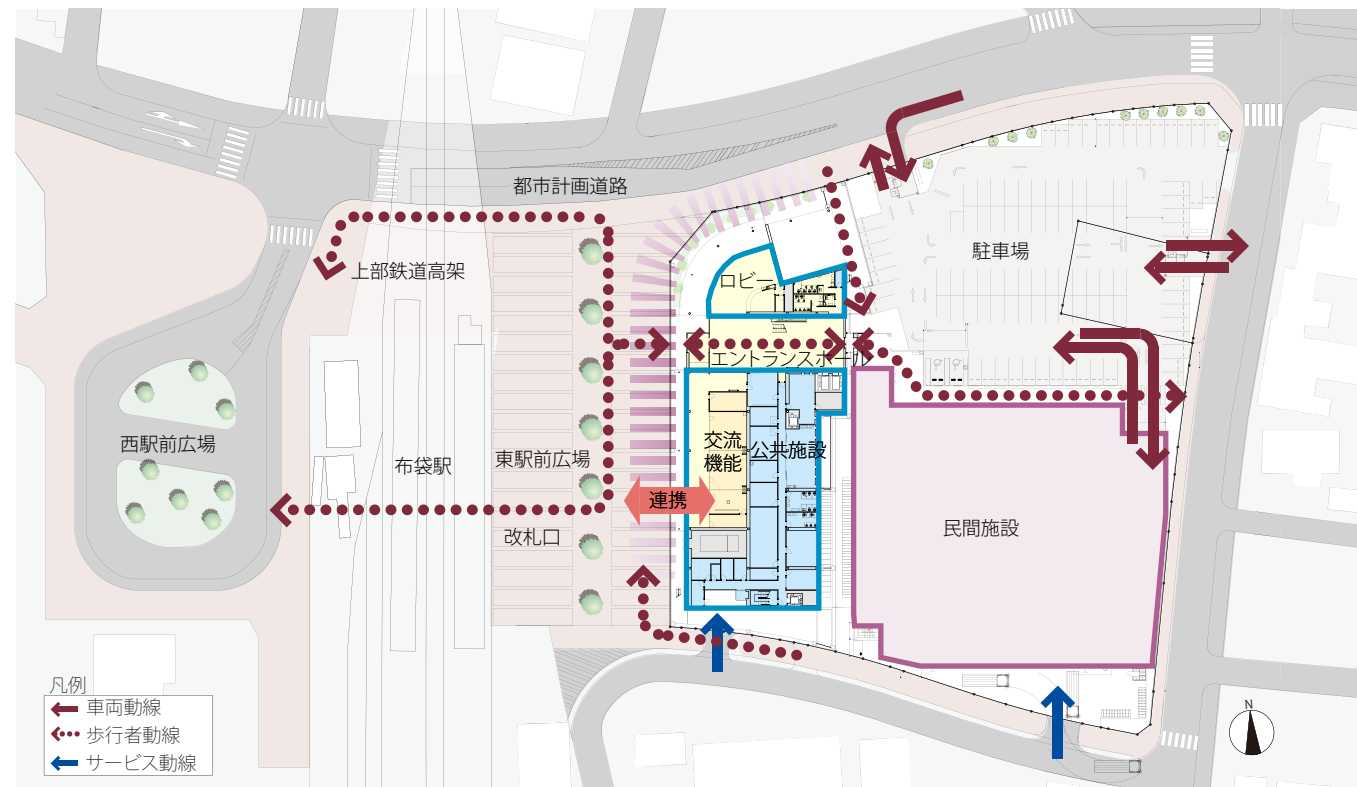 都市計画道路
上部鉄道高架
ロビー
駐車場
エントランスホール
西駅前広場
布袋駅
東駅前広場
交流
機能
公共施設
連携
改札口
民間施設
凡例
車両動線
歩行者動線
サービス動線
N